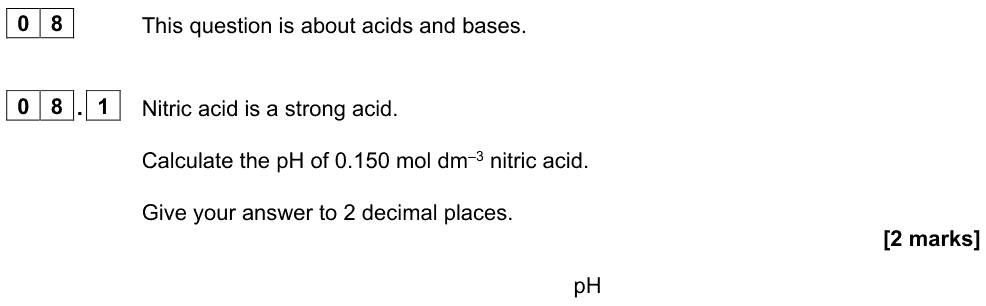 0 8 This question is about acids and bases.
0 8 . 1 Nitric acid is a strong acid.
Calculate the pH of 0.150 mol dm⁻³ nitric acid.
Give your answer to 2 decimal places.
[2 marks]
pH